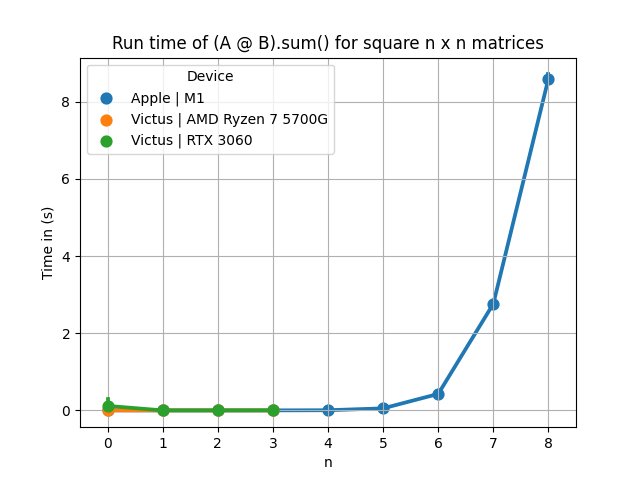 Run time of (A @ B).sum() for square n x n matrices
Device
Apple | M1
Victus | AMD Ryzen 7 5700G
Victus | RTX 3060
8
6
4
2
0
Time in (s)
0 1 2 3 4 5 6 7 8
n